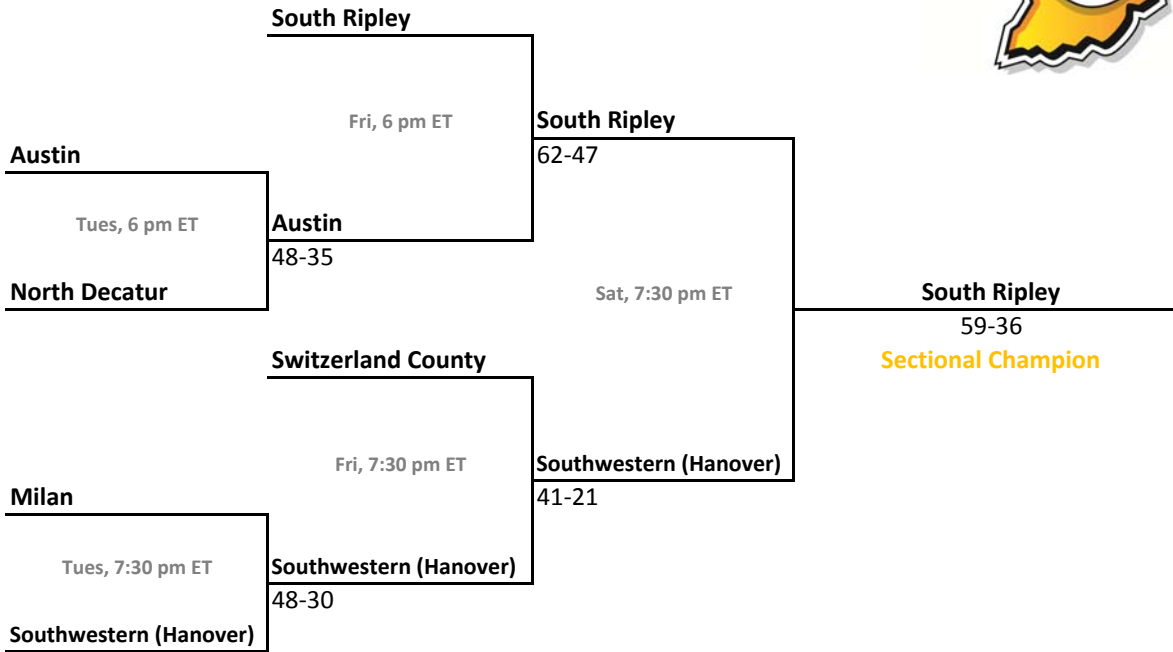 South Ripley
Fri, 6 pm ET
South Ripley
62-47
Austin
Tues, 6 pm ET
Austin
48-35
North Decatur
Sat, 7:30 pm ET
South Ripley
59-36
Sectional Champion
Switzerland County
Fri, 7:30 pm ET
Southwestern (Hanover)
41-21
Milan
Tues, 7:30 pm ET
Southwestern (Hanover)
48-30
Southwestern (Hanover)